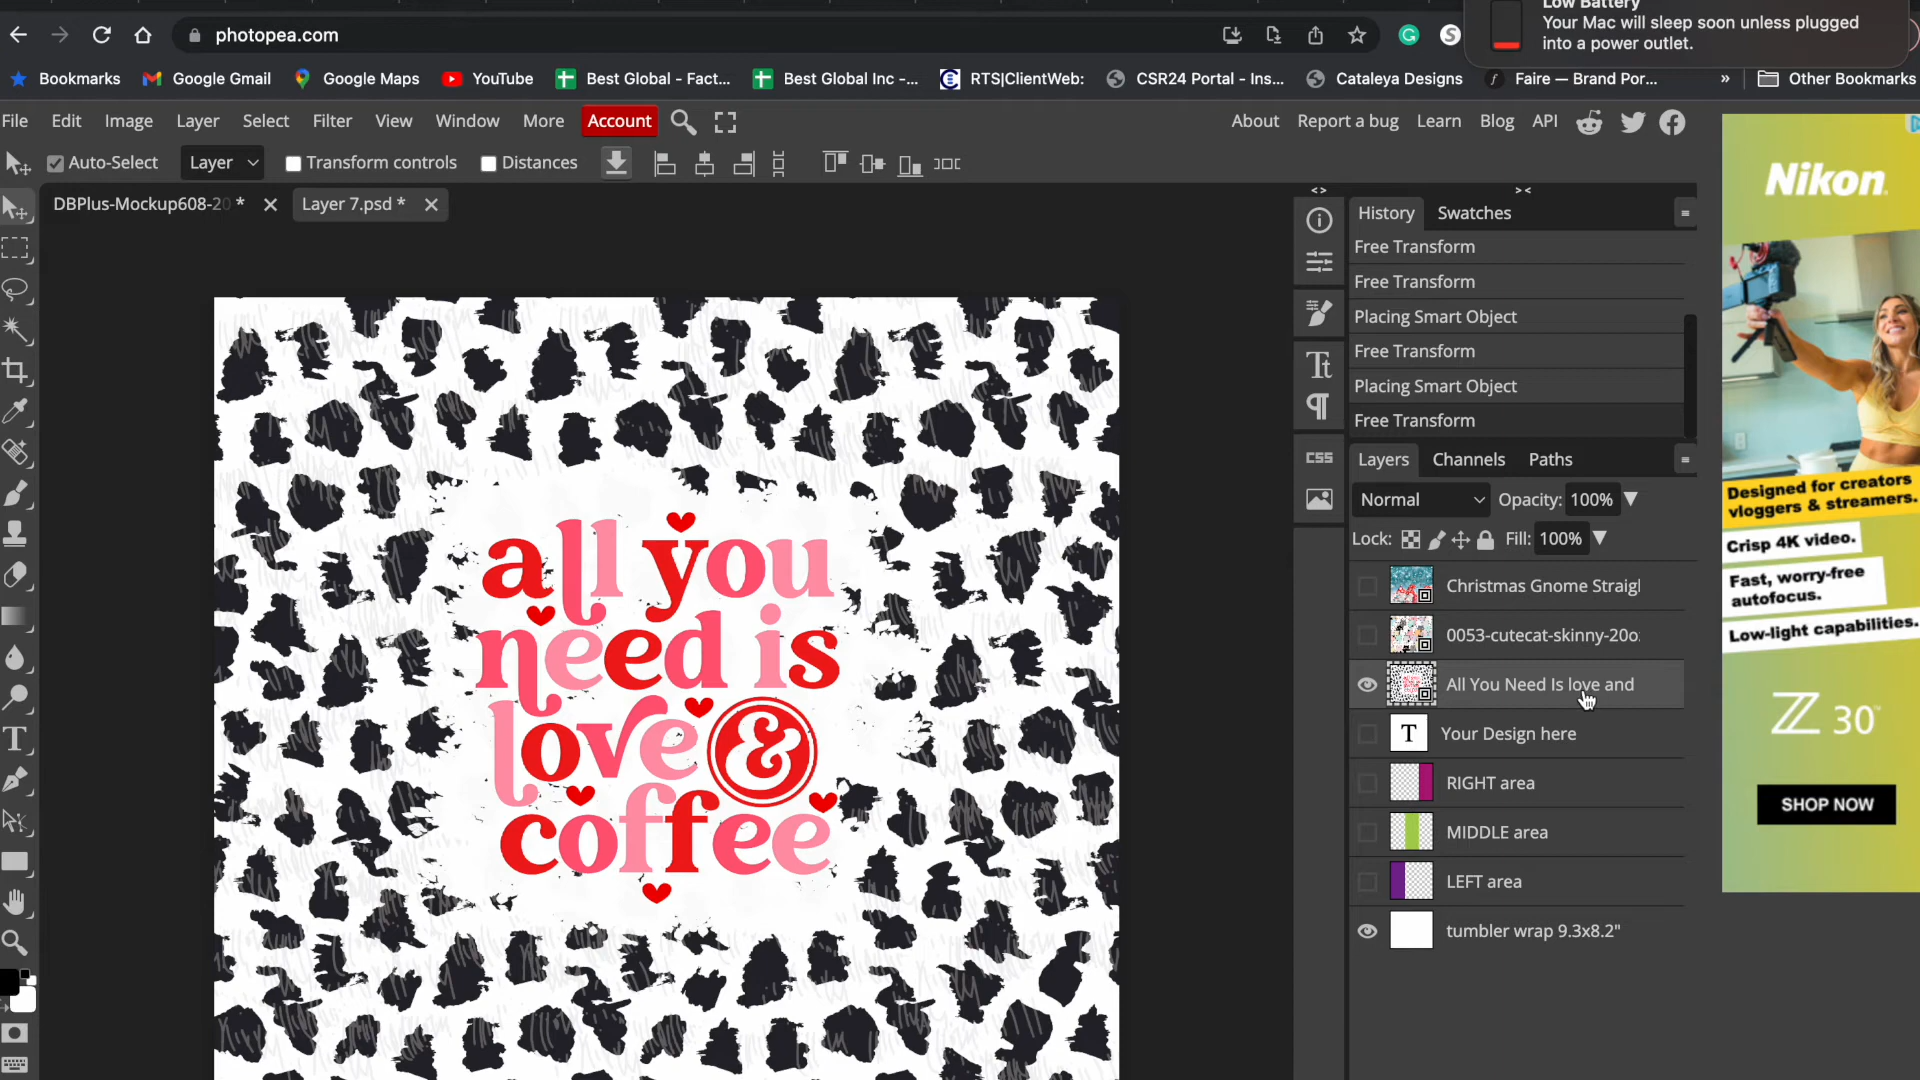 photopea.com
Low Battery
Your Mac will sleep soon unless plugged
into a power outlet.
Bookmarks
Google Gmail
Google Maps
YouTube
Best Global - Fact...
Best Global Inc -...
RTS|ClientWeb:
CSR24 Portal - Ins...
Cataleya Designs
Faire — Brand Por...
»
Other Bookmarks
File Edit Image Layer Select Filter View Window More Account
About Report a bug Learn Blog API
Auto-Select
Layer
Transform controls
Distances
DBPlus-Mockup608-20 *
Layer 7.psd *
all you
need is
love &
coffee
History Swatches
Free Transform
Free Transform
Placing Smart Object
Free Transform
Placing Smart Object
Free Transform
CSS
Layers Channels Paths
Normal
Opacity: 100%
Lock:
Fill: 100%
Christmas Gnome Straigl
0053-cutecat-skinny-20o
All You Need Is love and
T Your Design here
RIGHT area
MIDDLE area
LEFT area
tumbler wrap 9.3x8.2"
Nikon
Designed for creators
vloggers & streamers.
Crisp 4K video.
Fast, worry-free
autofocus.
Low-light capabilities.
Z 30
SHOP NOW